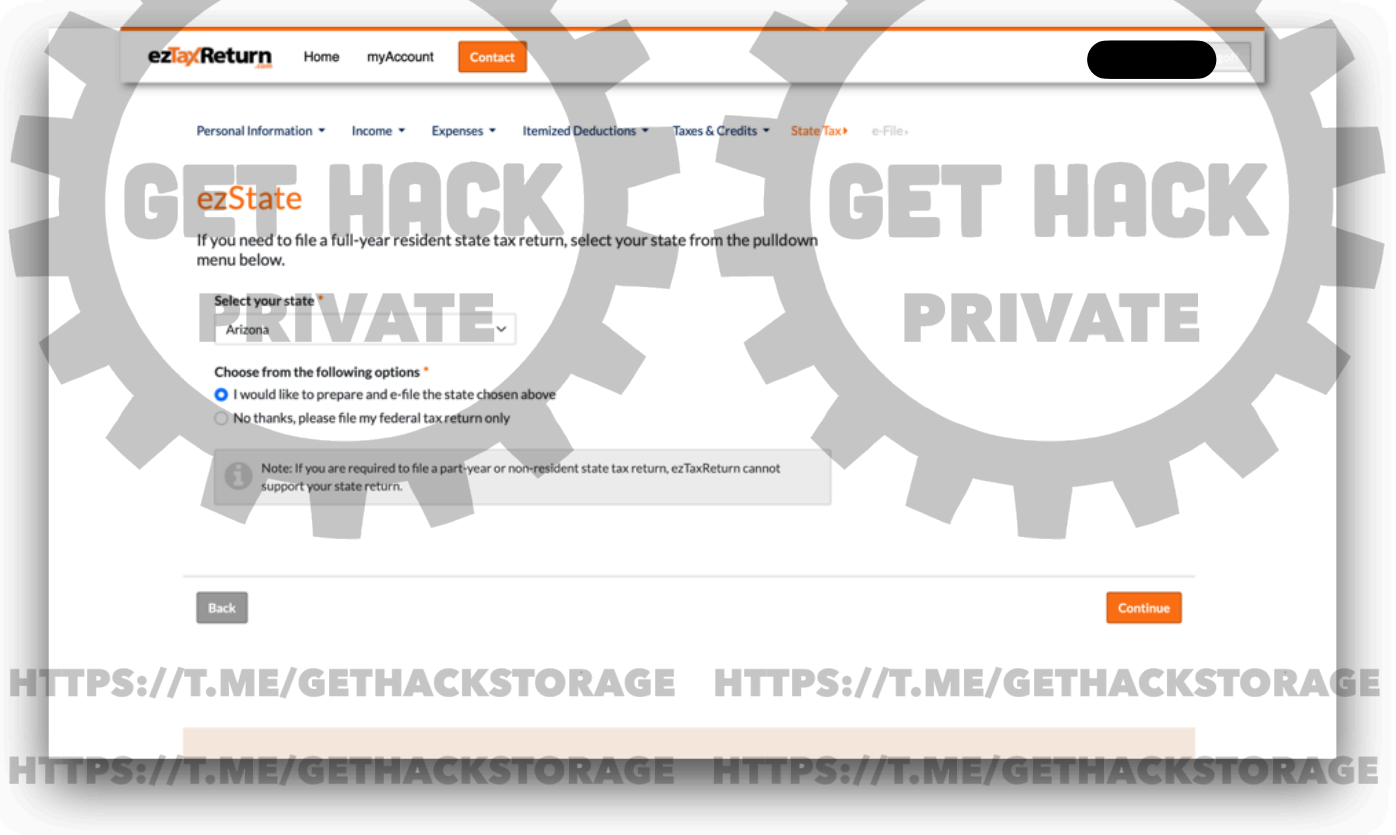 ezTaxReturn
.com
Home
myAccount
Contact
Personal Information
Income
Expenses
Itemized Deductions
Taxes & Credits
State Tax
e-File
GET HACK
PRIVATE
GET HACK
PRIVATE
ezState
If you need to file a full-year resident state tax return, select your state from the pulldown
menu below.
Select your state *
Arizona
Choose from the following options *
I would like to prepare and e-file the state chosen above
No thanks, please file my federal tax return only
Note: If you are required to file a part-year or non-resident state tax return, ezTaxReturn cannot
support your state return.
Back
Continue
HTTPS://T.ME/GETHACKSTORAGE
HTTPS://T.ME/GETHACKSTORAGE
HTTPS://T.ME/GETHACKSTORAGE
HTTPS://T.ME/GETHACKSTORAGE